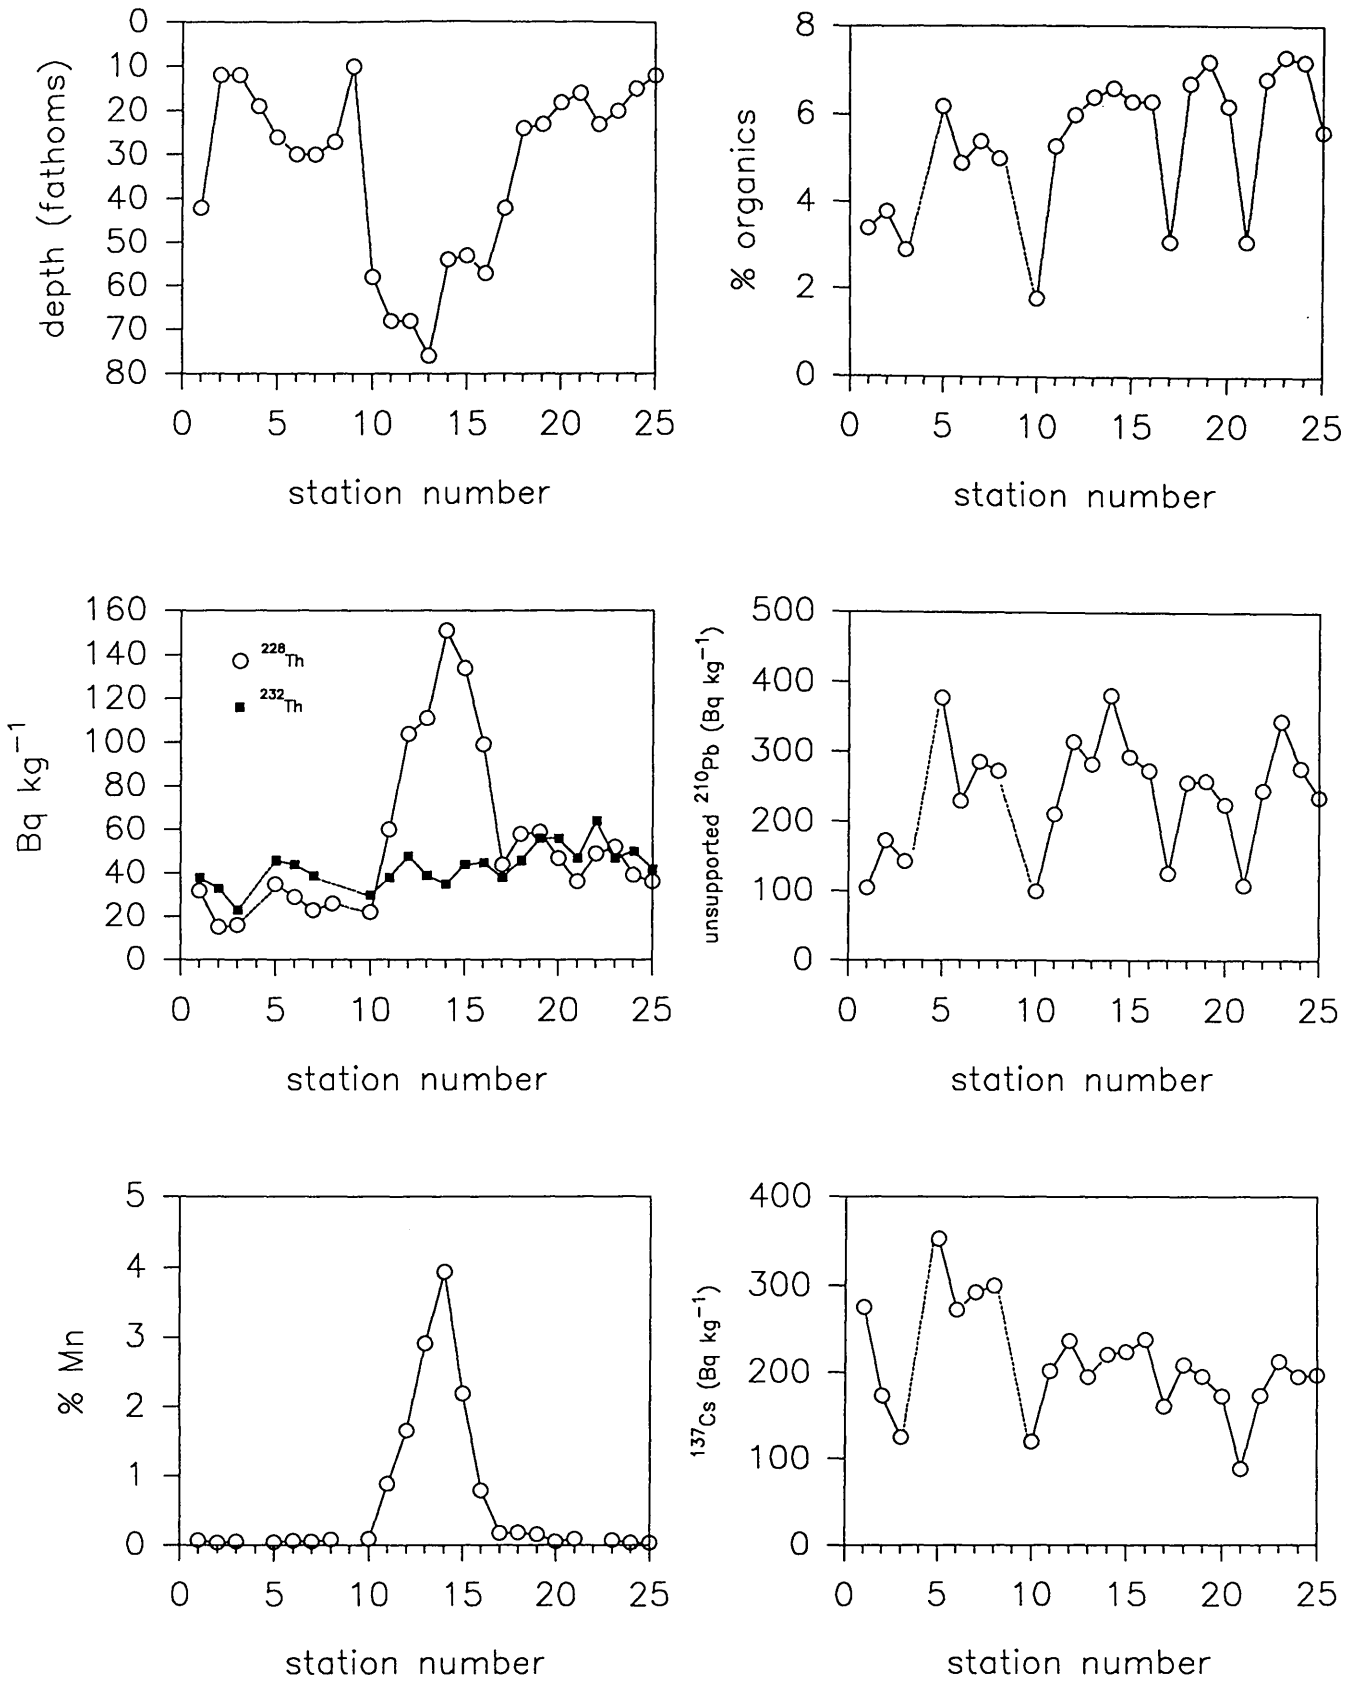 depth (fathoms)
0
10
20
30
40
50
60
70
80
0 5 10 15 20 25
station number
% organics
8
6
4
2
0
0 5 10 15 20 25
station number
Bq kg⁻¹
160
140
120
100
80
60
40
20
0
²²⁸Th
²³²Th
0 5 10 15 20 25
station number
unsupported ²¹⁰Pb (Bq kg⁻¹)
500
400
300
200
100
0
0 5 10 15 20 25
station number
% Mn
5
4
3
2
1
0
0 5 10 15 20 25
station number
¹³⁷Cs (Bq kg⁻¹)
400
300
200
100
0
0 5 10 15 20 25
station number